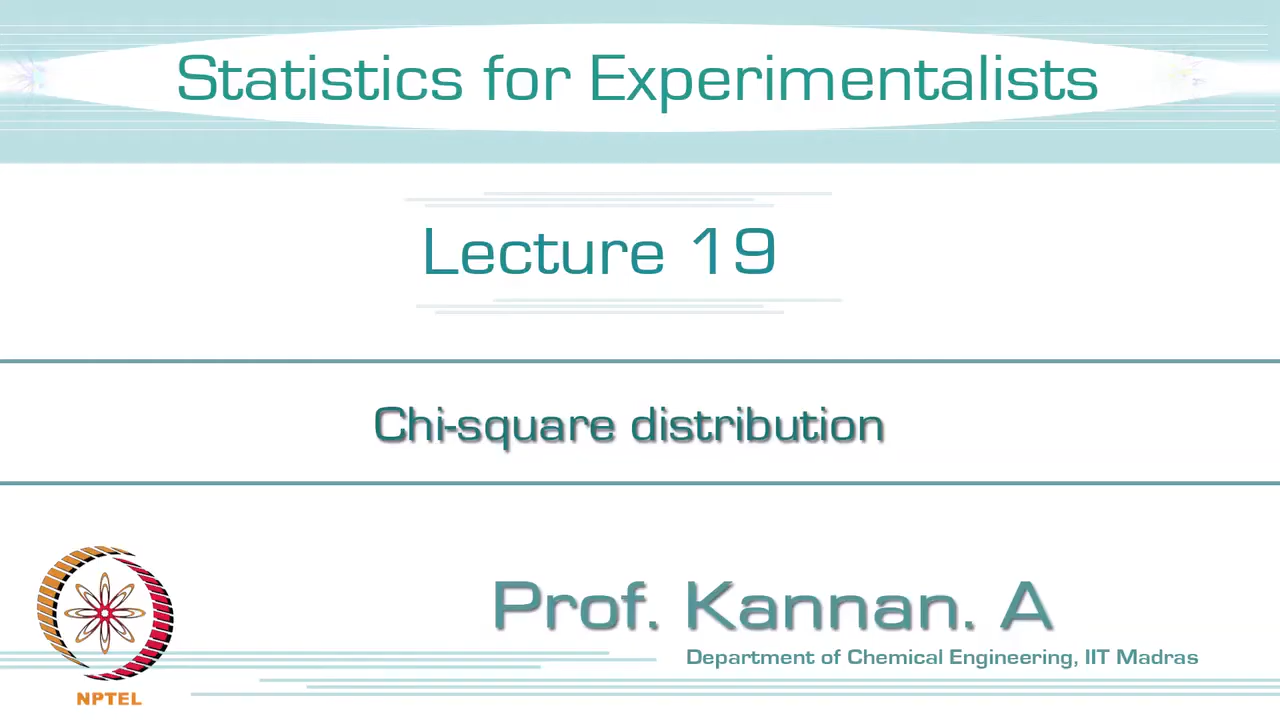 Statistics for Experimentalists
Lecture 19
Chi-square distribution
Prof. Kannan. A
Department of Chemical Engineering, IIT Madras
NPTEL